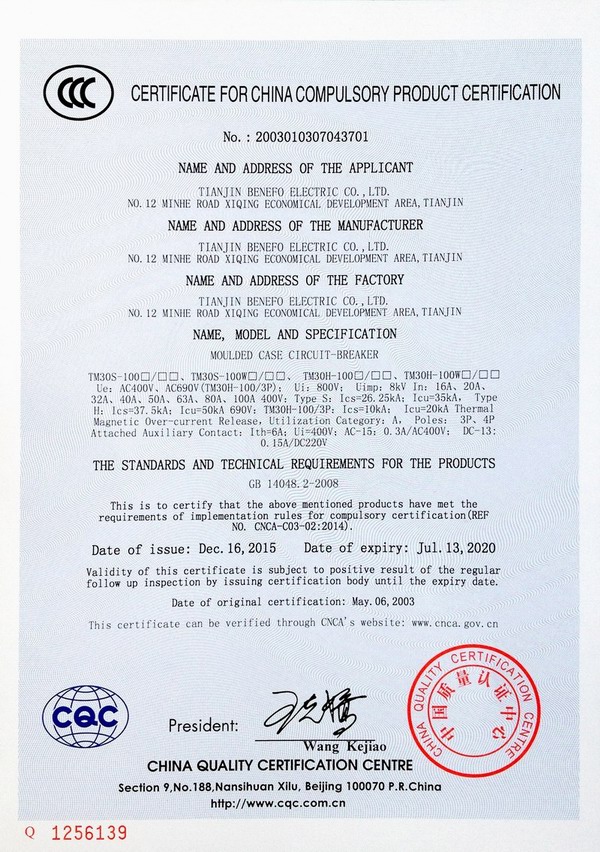 CCC
CERTIFICATE FOR CHINA COMPULSORY PRODUCT CERTIFICATION
No.: 2003010307043701
NAME AND ADDRESS OF THE APPLICANT
TIANJIN BENEFO ELECTRIC CO.,LTD.
NO.12 MINHE ROAD XIQING ECONOMICAL DEVELOPMENT AREA,TIANJIN
NAME AND ADDRESS OF THE MANUFACTURER
TIANJIN BENEFO ELECTRIC CO.,LTD.
NO.12 MINHE ROAD XIQING ECONOMICAL DEVELOPMENT AREA,TIANJIN
NAME AND ADDRESS OF THE FACTORY
TIANJIN BENEFO ELECTRIC CO.,LTD.
NO.12 MINHE ROAD XIQING ECONOMICAL DEVELOPMENT AREA,TIANJIN
NAME, MODEL AND SPECIFICATION
MOULDED CASE CIRCUIT-BREAKER
TM30S-100□/□□、TM30S-100W□/□□、 TM30H-100□/□□、TM30H-100W□/□□
Ue: AC400V、AC690V(TM30H-100/3P); Ui: 800V; Uimp: 8kV In: 16A、20A、
32A、40A、50A、63A、80A、100A 400V: Type S: Ics=26.25kA; Icu=35kA, Type
H: Ics=37.5kA; Icu=50kA 690V: TM30H-100/3P: Ics=10kA; Icu=20kA Thermal
Magnetic Over-current Release, Utilization Category: A, Poles: 3P、4P
Attached Auxiliary Contact: Ith=6A; Ui=400V; AC-15: 0.3A/AC400V; DC-13:
0.15A/DC220V
THE STANDARDS AND TECHNICAL REQUIREMENTS FOR THE PRODUCTS
GB 14048.2-2008
This is to certify that the above mentioned products have met the
requirements of implementation rules for compulsory certification(REF
NO. CNCA-C03-02:2014).
Date of issue: Dec.16,2015 Date of expiry: Jul.13,2020
Validity of this certificate is subject to positive result of the regular
follow up inspection by issuing certification body until the expiry date.
Date of original certification: May.06,2003
This certificate can be verified through CNCA's website: www.cnca.gov.cn
CQC
President:
Wang Kejiao
CHINA QUALITY CERTIFICATION CENTRE
中国质量认证中心
CHINA QUALITY CERTIFICATION CENTRE
Section 9,No.188,Nansihuan Xilu, Beijing 100070 P.R.China
http://www.cqc.com.cn
Q 1256139